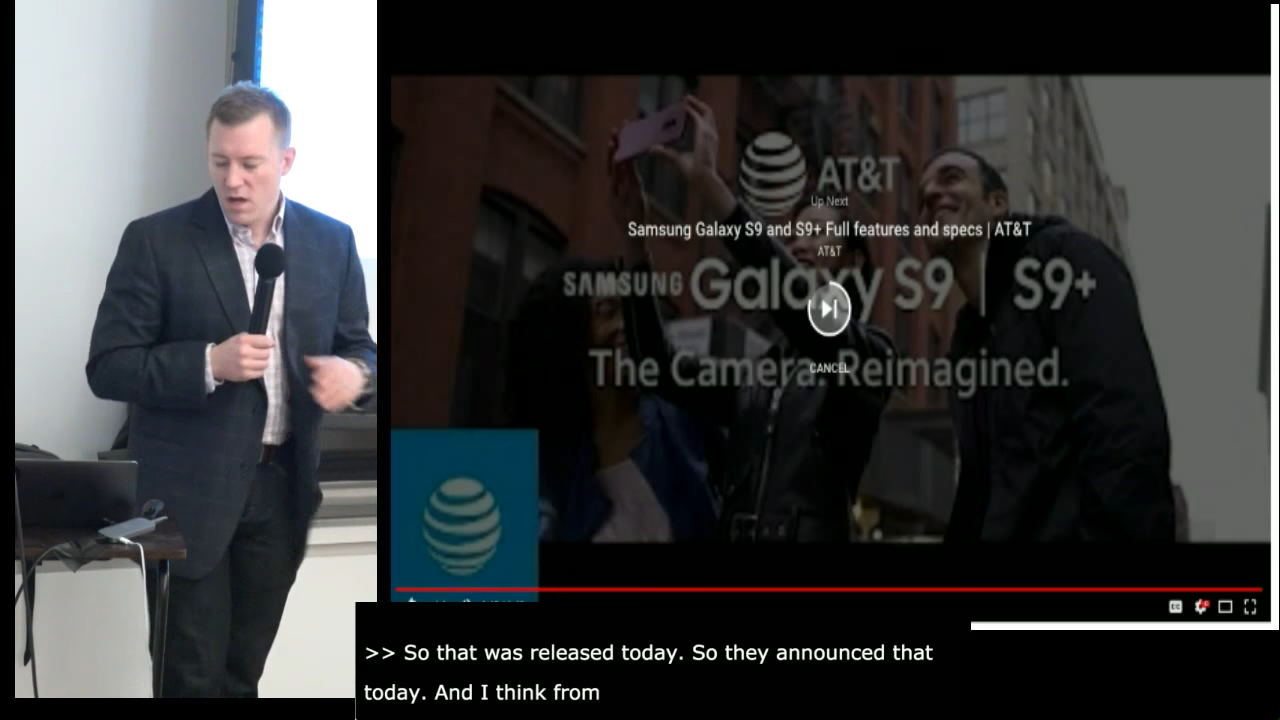 AT&T
Up Next
Samsung Galaxy S9 and S9+ Full features and specs | AT&T
AT&T
SAMSUNG Galaxy S9 | S9+
The Camera. Reimagined.
CANCEL
CC
>> So that was released today. So they announced that
today. And I think from